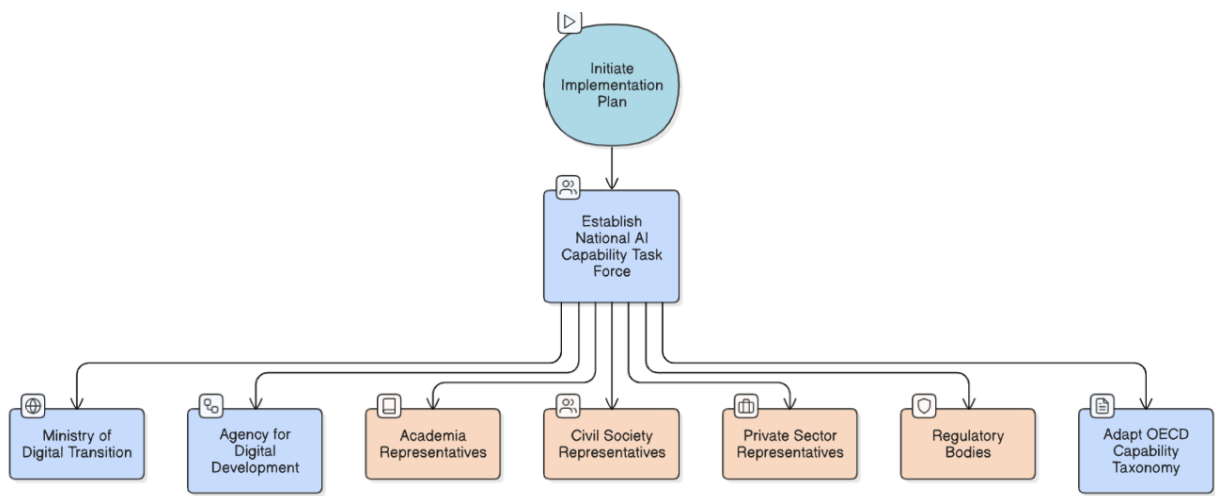 Initiate
Implementation
Plan
Establish
National AI
Capability Task
Force
Ministry of
Digital Transition
Agency for
Digital
Development
Academia
Representatives
Civil Society
Representatives
Private Sector
Representatives
Regulatory
Bodies
Adapt OECD
Capability
Taxonomy